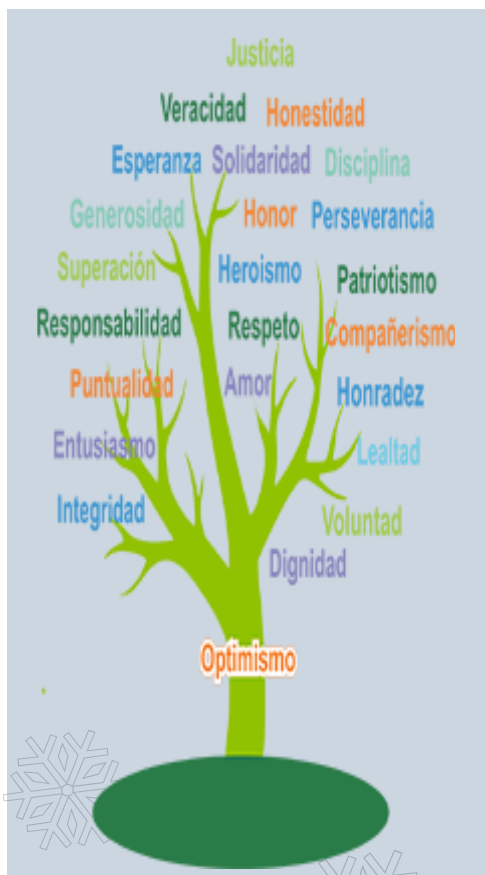 Justicia
Veracidad Honestidad
Esperanza Solidaridad Disciplina
Generosidad Honor Perseverancia
Superación Heroismo Patriotismo
Responsabilidad Respeto Compañerismo
Puntualidad Amor Honradez
Entusiasmo Lealtad
Integridad Voluntad
Dignidad
Optimismo